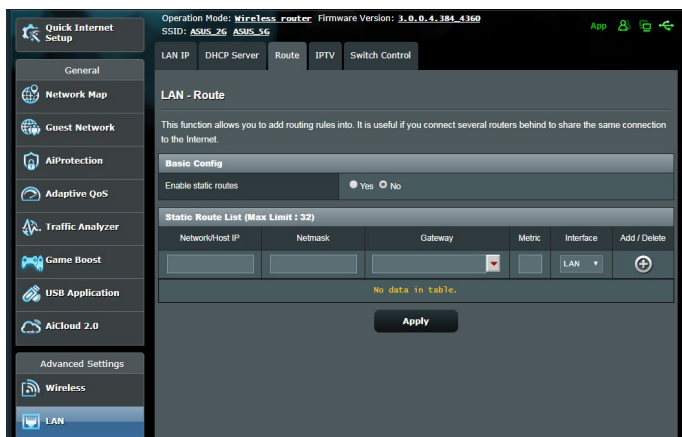 Quick Internet
Setup
General
Network Map
Guest Network
AiProtection
Adaptive QoS
Traffic Analyzer
Game Boost
USB Application
AiCloud 2.0
Advanced Settings
Wireless
LAN
Operation Mode: Wireless router Firmware Version: 3.0.0.4.384_4360
SSID: ASUS_2G ASUS_5G
App
LAN IP DHCP Server Route IPTV Switch Control
LAN - Route
This function allows you to add routing rules into. It is useful if you connect several routers behind to share the same connection
to the Internet.
Basic Config
Enable static routes Yes No
Static Route List (Max Limit : 32)
Network/Host IP Netmask Gateway Metric Interface Add / Delete
LAN
No data in table.
Apply